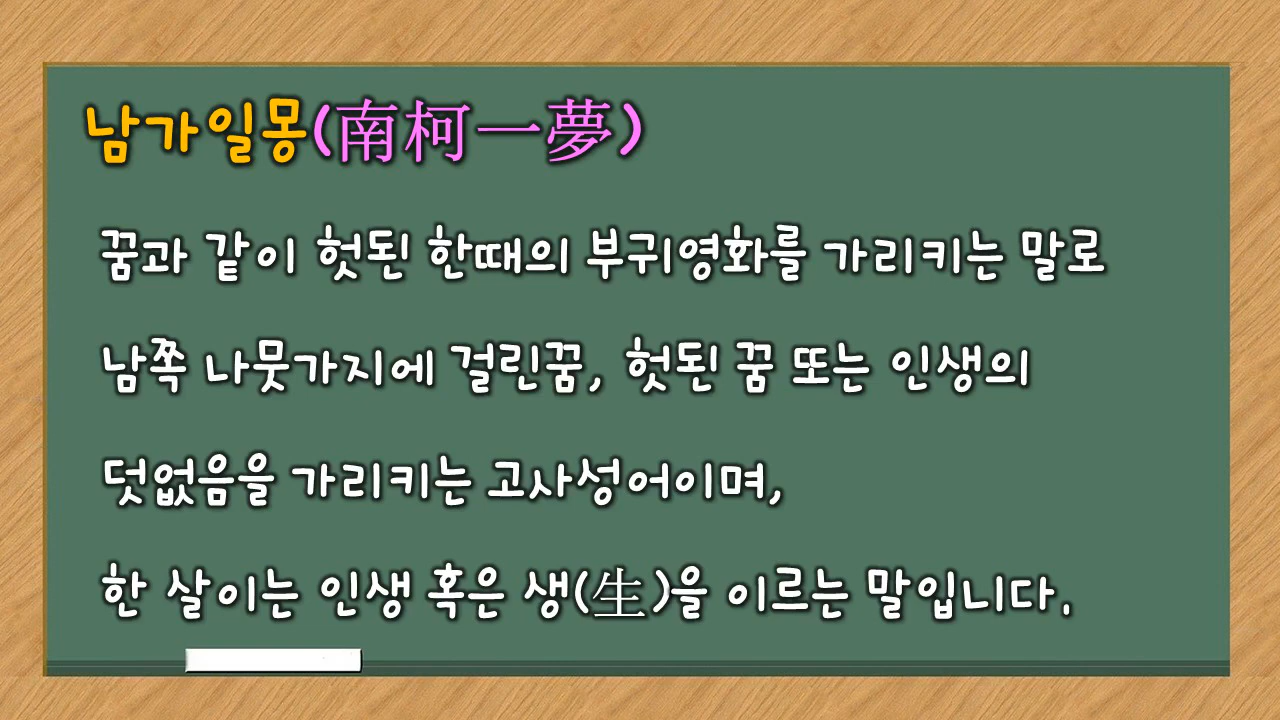 남가일몽(南柯一夢)
꿈과 같이 헛된 한때의 부귀영화를 가리키는 말로
남쪽 나뭇가지에 걸린꿈, 헛된 꿈 또는 인생의
덧없음을 가리키는 고사성어이며,
한 살이는 인생 혹은 생(生)을 이르는 말입니다.